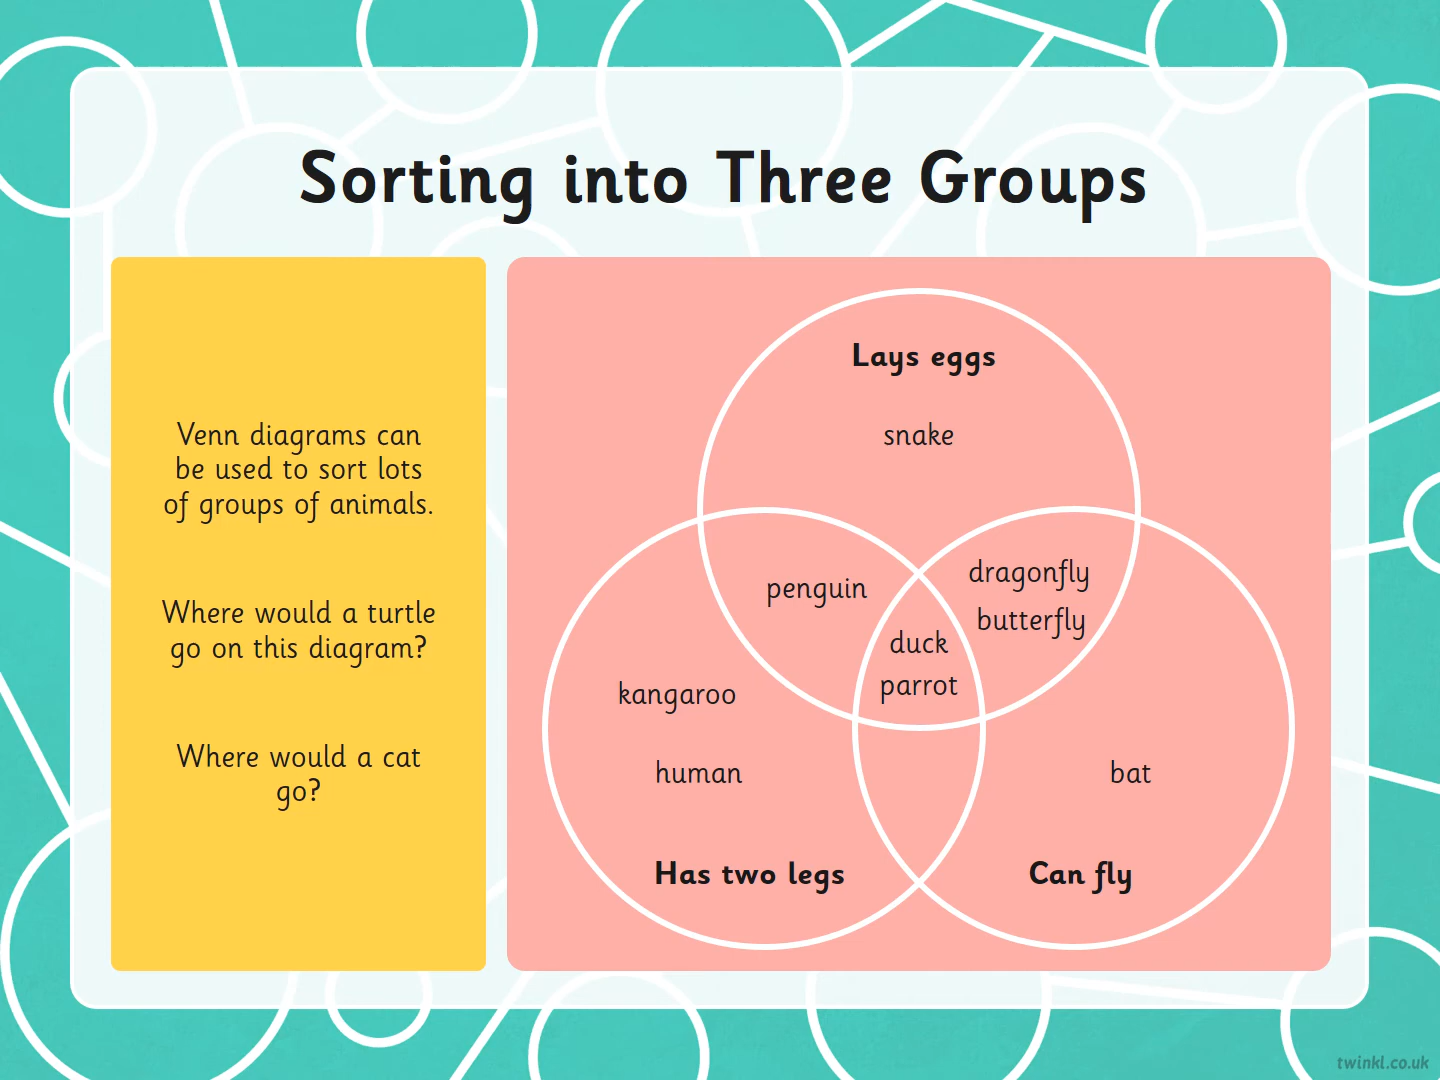 Sorting into Three Groups
Venn diagrams can
be used to sort lots
of groups of animals.
Where would a turtle
go on this diagram?
Where would a cat
go?
Lays eggs
snake
penguin
dragonfly
butterfly
duck
parrot
kangaroo
human
bat
Has two legs
Can fly
twinkl.co.uk